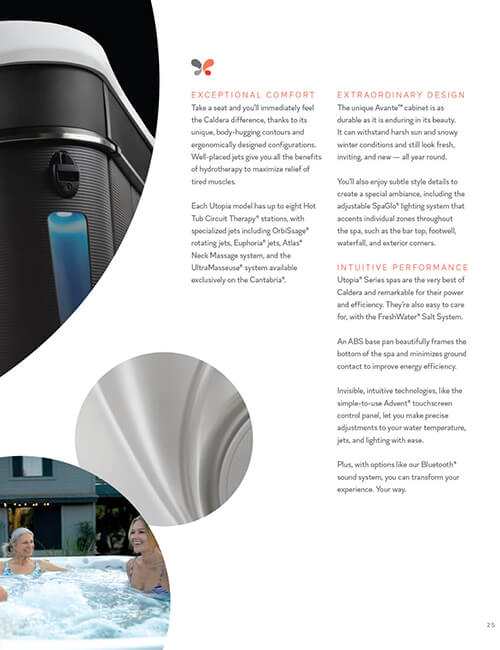 EXCEPTIONAL COMFORT
Take a seat and you'll immediately feel
the Caldera difference, thanks to its
unique, body-hugging contours and
ergonomically designed configurations.
Well-placed jets give you all the benefits
of hydrotherapy to maximize relief of
tired muscles.
Each Utopia model has up to eight Hot
Tub Circuit Therapy® stations, with
specialized jets including OrbiSsage®
rotating jets, Euphoria® jets, Atlas®
Neck Massage system, and the
UltraMasseuse® system available
exclusively on the Cantabria®.
EXTRAORDINARY DESIGN
The unique Avante™ cabinet is as
durable as it is enduring in its beauty.
It can withstand harsh sun and snowy
winter conditions and still look fresh,
inviting, and new — all year round.
You'll also enjoy subtle style details to
create a special ambiance, including the
adjustable SpaGlo® lighting system that
accents individual zones throughout
the spa, such as the bar top, footwell,
waterfall, and exterior corners.
INTUITIVE PERFORMANCE
Utopia® Series spas are the very best of
Caldera and remarkable for their power
and efficiency. They're also easy to care
for, with the FreshWater® Salt System.
An ABS base pan beautifully frames the
bottom of the spa and minimizes ground
contact to improve energy efficiency.
Invisible, intuitive technologies, like the
simple-to-use Advent® touchscreen
control panel, let you make precise
adjustments to your water temperature,
jets, and lighting with ease.
Plus, with options like our Bluetooth®
sound system, you can transform your
experience. Your way.
25